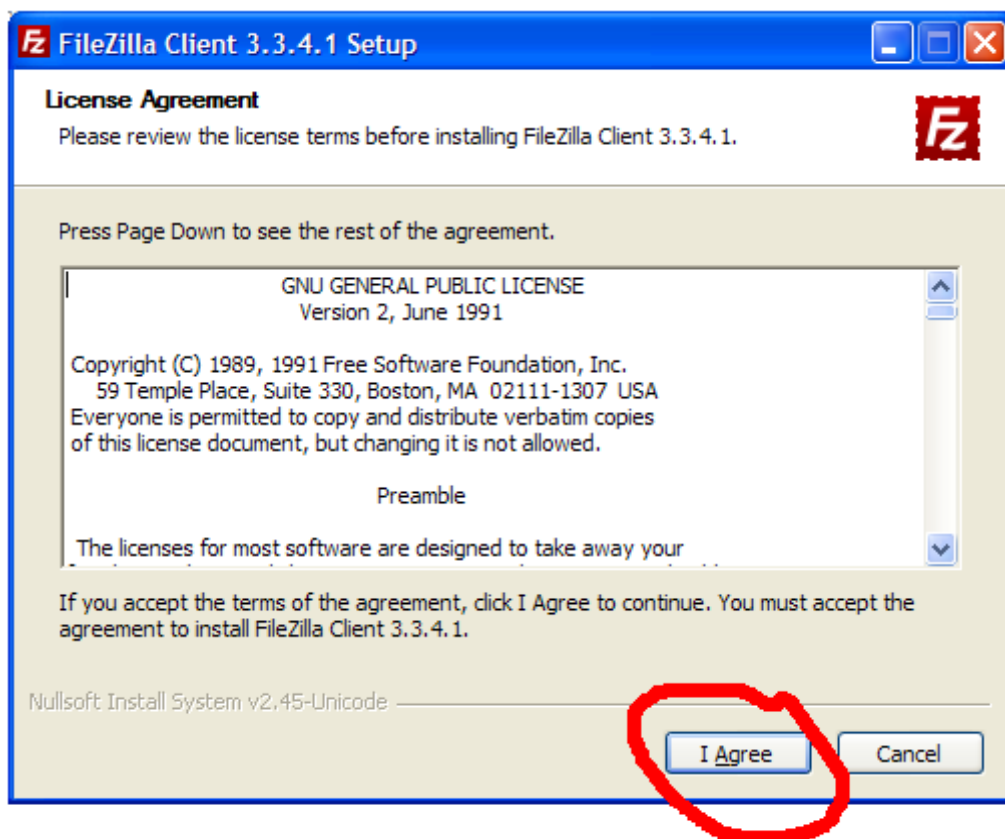 FileZilla Client 3.3.4.1 Setup
License Agreement
Please review the license terms before installing FileZilla Client 3.3.4.1.
Fz
Press Page Down to see the rest of the agreement.
GNU GENERAL PUBLIC LICENSE
Version 2, June 1991
Copyright (C) 1989, 1991 Free Software Foundation, Inc.
59 Temple Place, Suite 330, Boston, MA 02111-1307 USA
Everyone is permitted to copy and distribute verbatim copies
of this license document, but changing it is not allowed.
Preamble
The licenses for most software are designed to take away your
If you accept the terms of the agreement, click I Agree to continue. You must accept the
agreement to install FileZilla Client 3.3.4.1.
Nullsoft Install System v2.45-Unicode
I Agree
Cancel